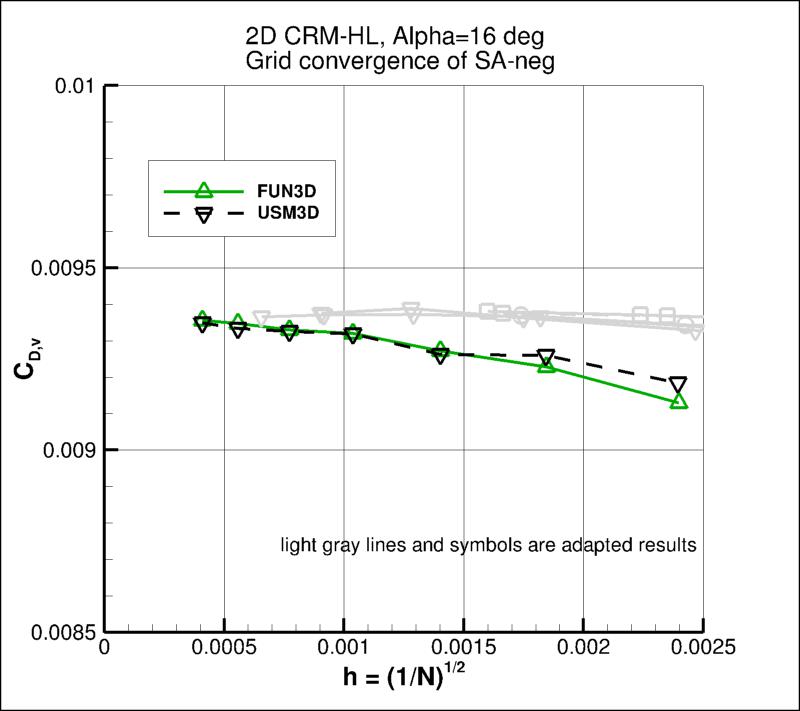 2D CRM-HL, Alpha=16 deg
Grid convergence of SA-neg
0.01
FUN3D
USM3D
0.0095
C_D,v
0.009
light gray lines and symbols are adapted results
0.0085
0 0.0005 0.001 0.0015 0.002 0.0025
h = (1/N)^1/2